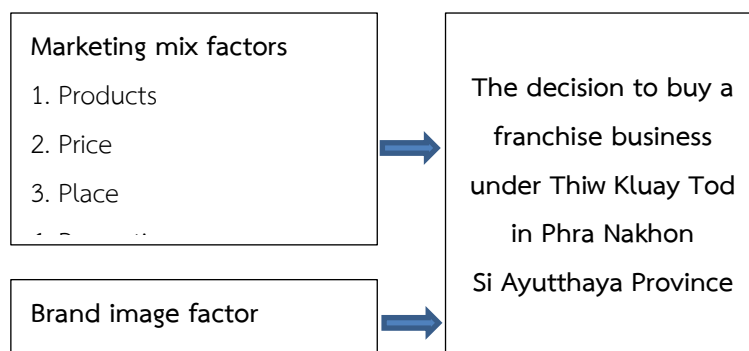 Marketing mix factors
1. Products
2. Price
3. Place
Brand image factor
The decision to buy a
franchise business
under Thiw Kluay Tod
in Phra Nakhon
Si Ayutthaya Province